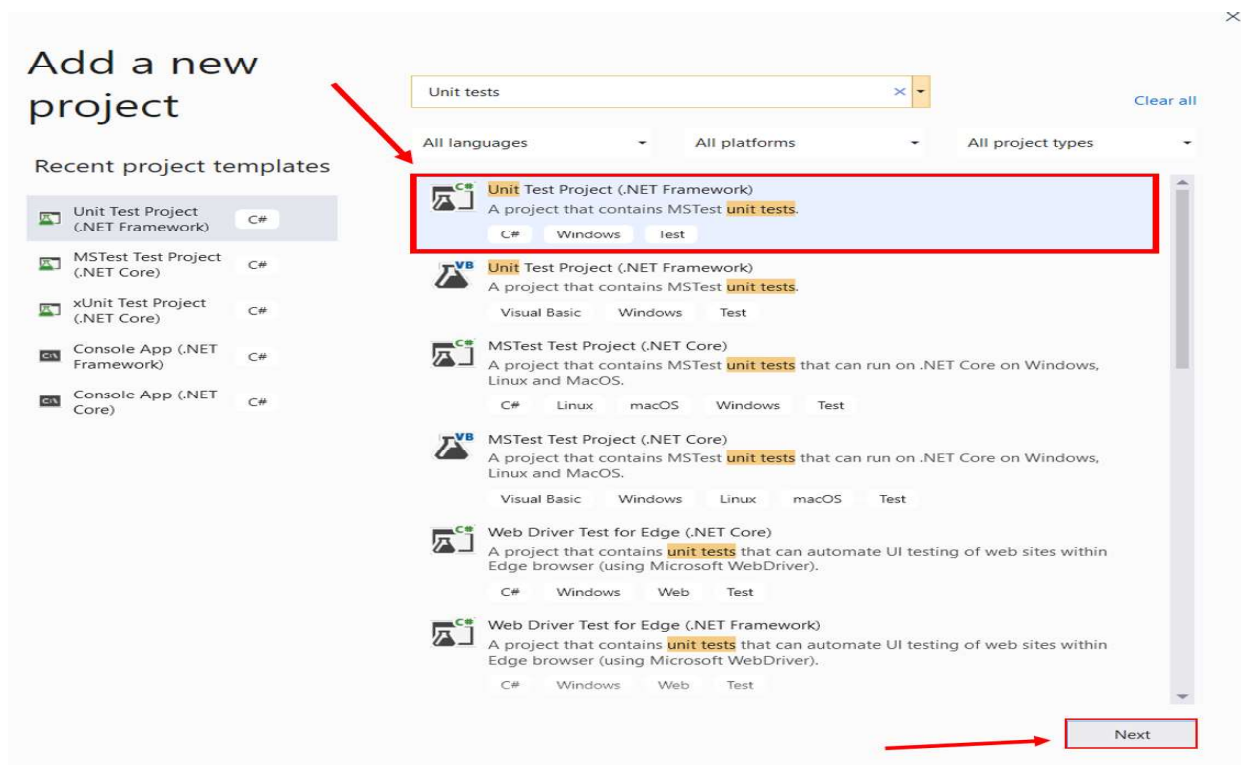 Add a new
project
Recent project templates
Unit Test Project
(.NET Framework)
C#
MSTest Test Project
(.NET Core)
C#
xUnit Test Project
(.NET Core)
C#
Console App (.NET
Framework)
C#
Console App (.NET
Core)
C#
Unit tests
Clear all
All languages
All platforms
All project types
C#
Unit Test Project (.NET Framework)
A project that contains MSTest unit tests.
C# Windows Test
VB
Unit Test Project (.NET Framework)
A project that contains MSTest unit tests.
Visual Basic Windows Test
C#
MSTest Test Project (.NET Core)
A project that contains MSTest unit tests that can run on .NET Core on Windows,
Linux and MacOS.
C# Linux macOS Windows Test
VB
MSTest Test Project (.NET Core)
A project that contains MSTest unit tests that can run on .NET Core on Windows,
Linux and MacOS.
Visual Basic Windows Linux macOS Test
C#
Web Driver Test for Edge (.NET Core)
A project that contains unit tests that can automate UI testing of web sites within
Edge browser (using Microsoft WebDriver).
C# Windows Web Test
C#
Web Driver Test for Edge (.NET Framework)
A project that contains unit tests that can automate UI testing of web sites within
Edge browser (using Microsoft WebDriver).
C# Windows Web Test
Next